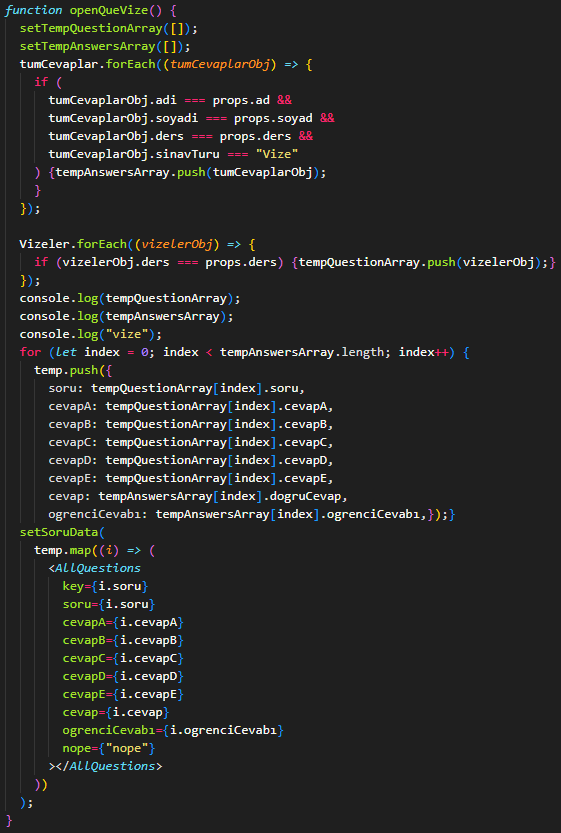 function openQueVize() {
  setTempQuestionArray([]);
  setTempAnswersArray([]);
  tumCevaplar.forEach((tumCevaplarObj) => {
    if (
      tumCevaplarObj.adi === props.ad &&
      tumCevaplarObj.soyadi === props.soyad &&
      tumCevaplarObj.ders === props.ders &&
      tumCevaplarObj.sinavTuru === "Vize"
    ) {tempAnswersArray.push(tumCevaplarObj);
    }
  });

  Vizeler.forEach((vizelerObj) => {
    if (vizelerObj.ders === props.ders) {tempQuestionArray.push(vizelerObj);}
  });
  console.log(tempQuestionArray);
  console.log(tempAnswersArray);
  console.log("vize");
  for (let index = 0; index < tempAnswersArray.length; index++) {
    temp.push({
      soru: tempQuestionArray[index].soru,
      cevapA: tempQuestionArray[index].cevapA,
      cevapB: tempQuestionArray[index].cevapB,
      cevapC: tempQuestionArray[index].cevapC,
      cevapD: tempQuestionArray[index].cevapD,
      cevapE: tempQuestionArray[index].cevapE,
      cevap: tempAnswersArray[index].dogruCevap,
      ogrenciCevabı: tempAnswersArray[index].ogrenciCevabı,});}
  setSoruData(
    temp.map((i) => (
      <AllQuestions
        key={i.soru}
        soru={i.soru}
        cevapA={i.cevapA}
        cevapB={i.cevapB}
        cevapC={i.cevapC}
        cevapD={i.cevapD}
        cevapE={i.cevapE}
        cevap={i.cevap}
        ogrenciCevabı={i.ogrenciCevabı}
        nope={"nope"}
      ></AllQuestions>
    ))
  );
}